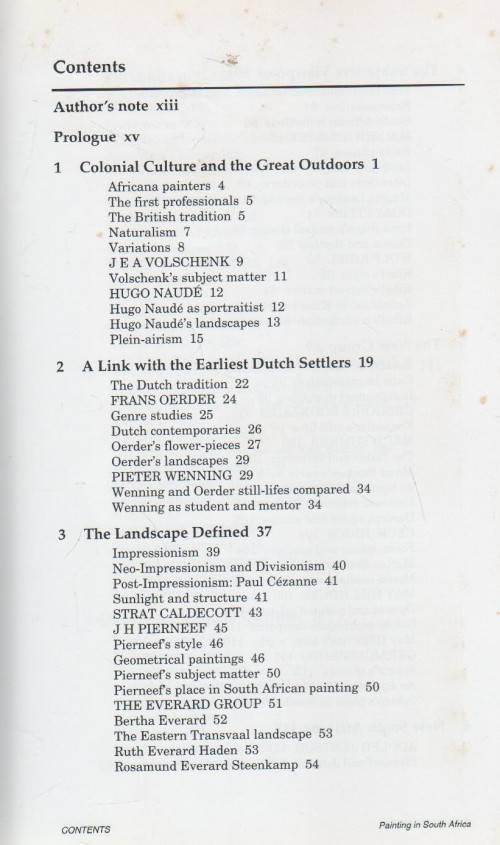 Contents
Author's note xiii
Prologue xv
1 Colonial Culture and the Great Outdoors 1
Africana painters 4
The first professionals 5
The British tradition 5
Naturalism 7
Variations 8
J E A VOLSCHENK 9
Volschenk's subject matter 11
HUGO NAUDÉ 12
Hugo Naudé as portraitist 12
Hugo Naudé's landscapes 13
Plein-airism 15
2 A Link with the Earliest Dutch Settlers 19
The Dutch tradition 22
FRANS OERDER 24
Genre studies 25
Dutch contemporaries 26
Oerder's flower-pieces 27
Oerder's landscapes 29
PIETER WENNING 29
Wenning and Oerder still-lifes compared 34
Wenning as student and mentor 34
3 The Landscape Defined 37
Impressionism 39
Neo-Impressionism and Divisionism 40
Post-Impressionism: Paul Cézanne 41
Sunlight and structure 41
STRAT CALDECOTT 43
J H PIERNEEF 45
Pierneef's style 46
Geometrical paintings 46
Pierneef's subject matter 50
Pierneef's place in South African painting 50
THE EVERARD GROUP 51
Bertha Everard 52
The Eastern Transvaal landscape 53
Ruth Everard Haden 53
Rosamund Everard Steenkamp 54
CONTENTS
Painting in South Africa